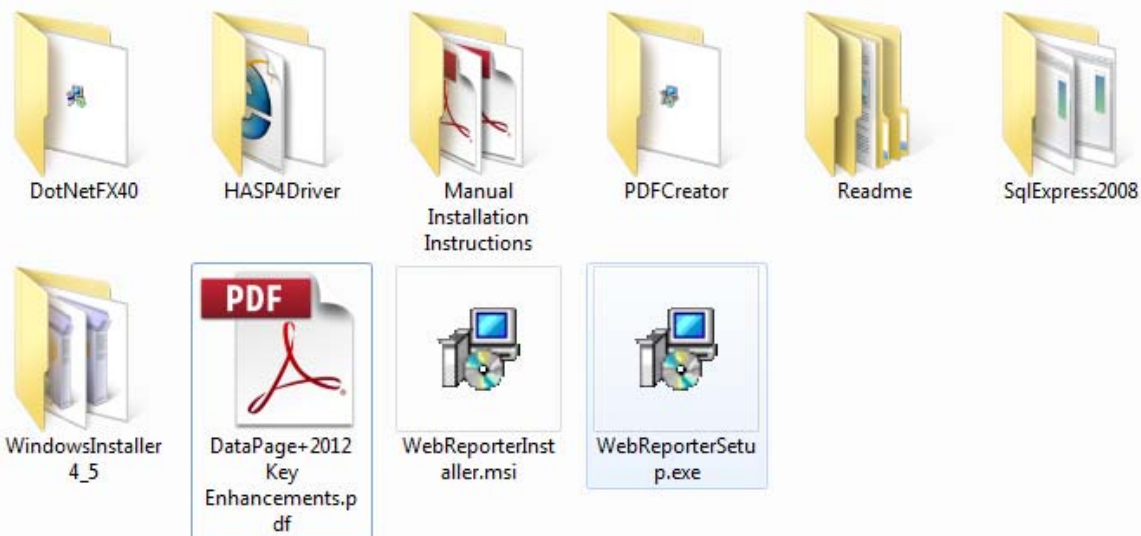 DotNetFX40
HASP4Driver
Manual
Installation
Instructions
PDFCreator
Readme
SqlExpress2008
WindowsInstaller
4_5
PDF
DataPage+2012
Key
Enhancements.p
df
WebReporterInst
aller.msi
WebReporterSetu
p.exe